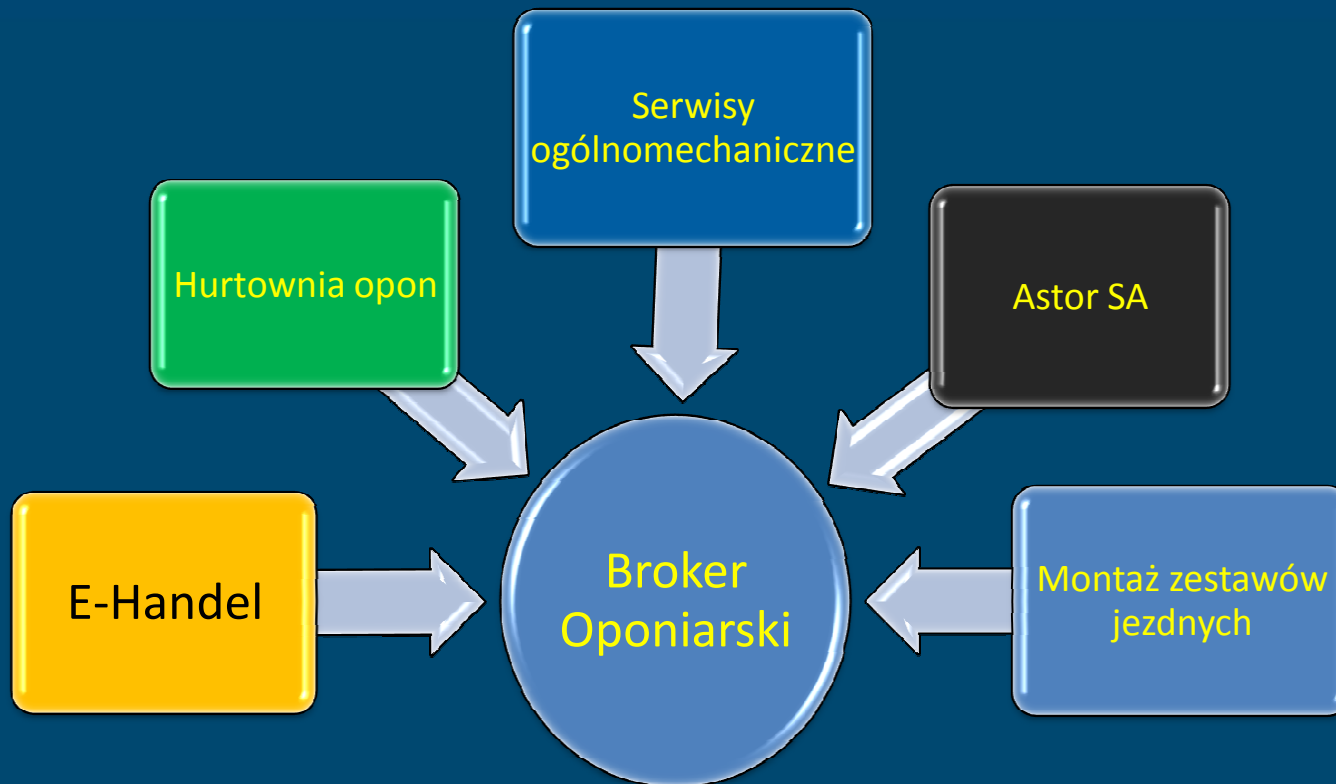 Serwisy
ogólnomechaniczne
Hurtownia opon
Astor SA
E-Handel
Broker
Oponiarski
Montaż zestawów
jezdnych